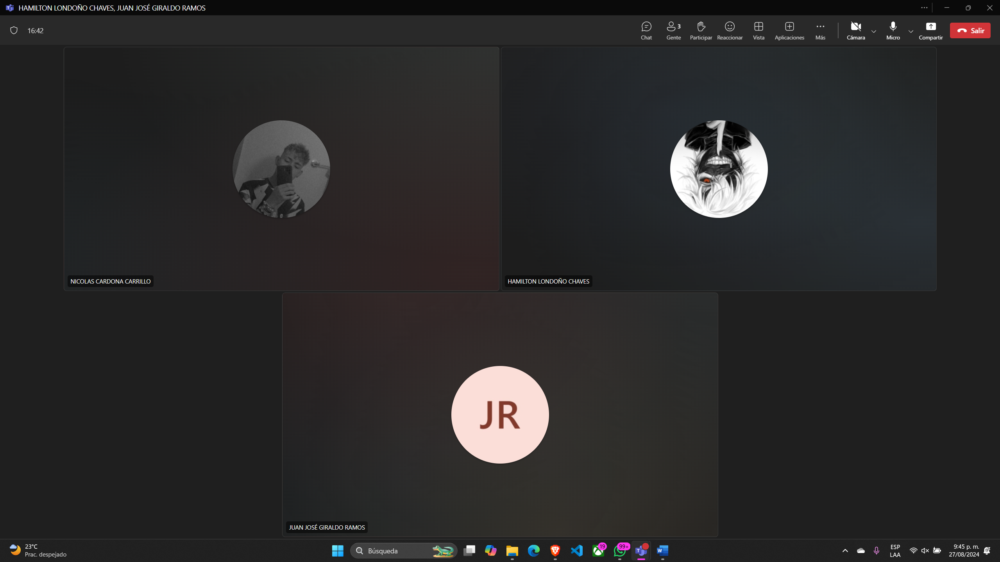 HAMILTON LONDOÑO CHAVES, JUAN JOSÉ GIRALDO RAMOS
16:42
Chat
Gente
3
Participar
Reaccionar
Vista
Aplicaciones
Más
Cámara
Micro
Compartir
Salir
NICOLAS CARDONA CARRILLO
HAMILTON LONDOÑO CHAVES
JR
JUAN JOSÉ GIRALDO RAMOS
23°C
Prac. despejado
Búsqueda
19
99+
ESP
LAA
9:45 p. m.
27/08/2024